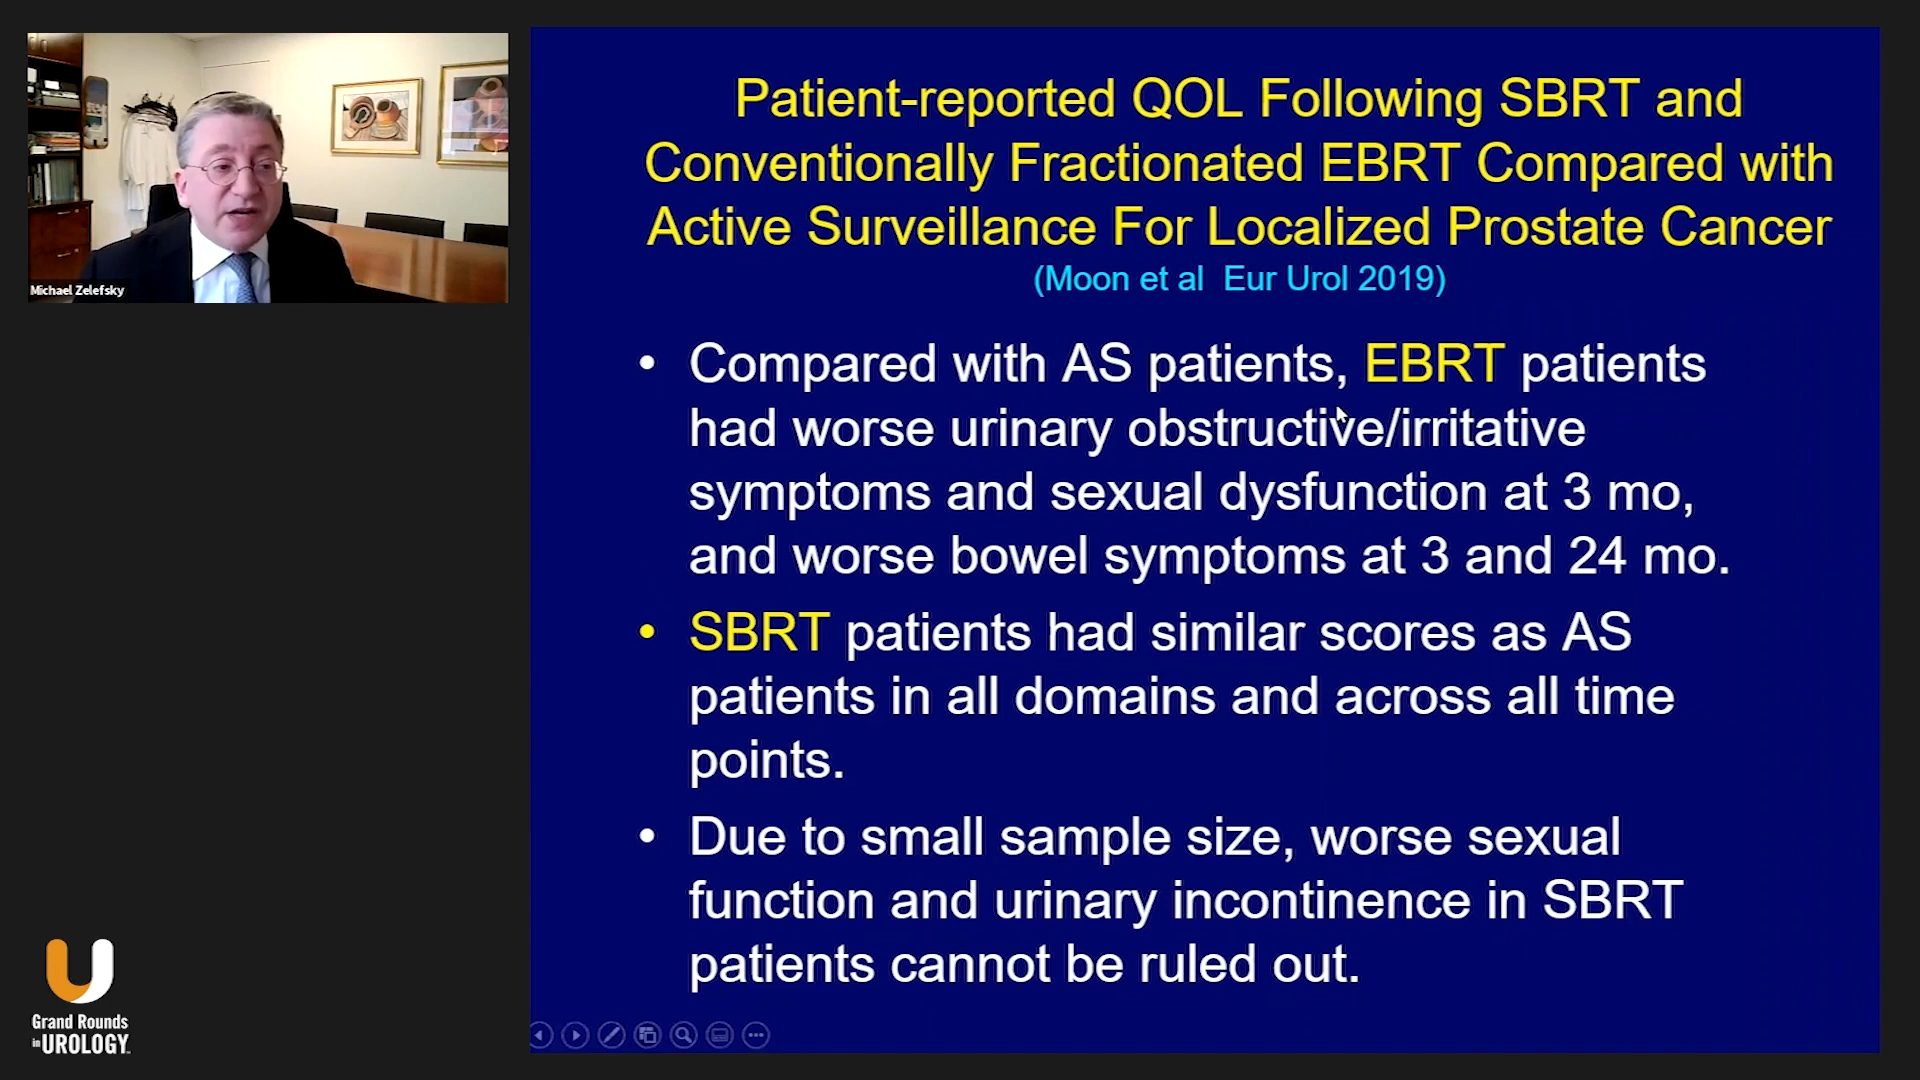 Michael Zelefsky
Patient-reported QOL Following SBRT and
Conventionally Fractionated EBRT Compared with
Active Surveillance For Localized Prostate Cancer
(Moon et al Eur Urol 2019)
• Compared with AS patients, EBRT patients
had worse urinary obstructive/irritative
symptoms and sexual dysfunction at 3 mo,
and worse bowel symptoms at 3 and 24 mo.
• SBRT patients had similar scores as AS
patients in all domains and across all time
points.
• Due to small sample size, worse sexual
function and urinary incontinence in SBRT
patients cannot be ruled out.
Grand Rounds
in UROLOGY